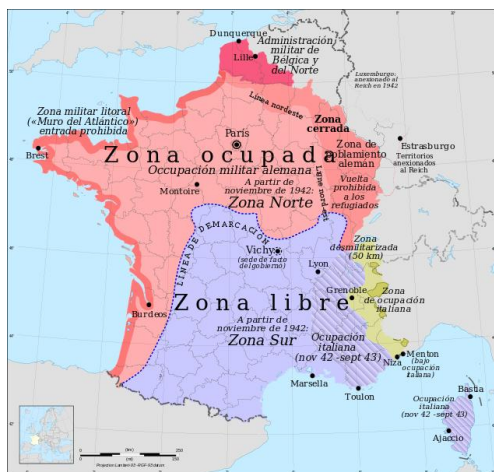 Dunquerque
Lille
Administración
militar de
Bélgica y
del Norte
Luxemburgo:
anexionado al
Reich en 1942
Zona militar litoral
(«Muro del Atlántico»)
entrada prohibida
Línea nordeste
Zona
cerrada
París
Brest
Estrasburgo
Territorios
anexionados
al Reich
Zona de
poblamiento
alemán
Zona ocupada
Occupación militar alemana
Montoire
A partir de
noviembre de 1942:
Zona Norte
Vuelta
prohibida
a los
refugiados
LÍNEA DE DEMARCACIÓN
Vichy
(sede de facto
del gobierno)
Zona
desmilitarizada
(50 km)
Lyon
Grenoble
Zona
de ocupación
italiana
Zona libre
Burdeos
A partir de
noviembre de 1942:
Zona Sur
Ocupación
italiana
(nov 42 -sept 43)
Menton
(bajo
ocupación
italiana)
Niza
Marsella
Toulon
Bastia
Ocupación
italiana
(nov 42 -sept 43)
Ajaccio